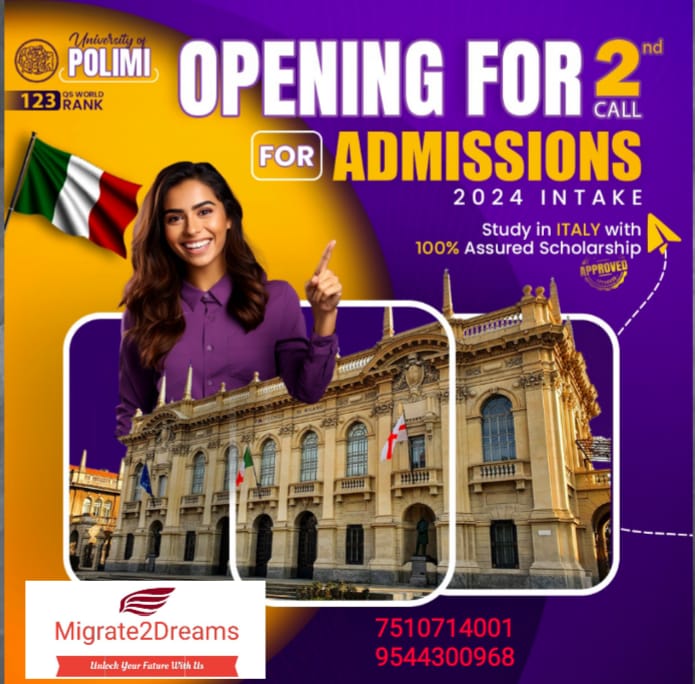 University of
POLIMI
123 QS WORLD RANK
OPENING FOR 2nd CALL
FOR ADMISSIONS
2024 INTAKE
Study in ITALY with
100% Assured Scholarship
APPROVED
Migrate2Dreams
Unlock Your Future With Us
7510714001
9544300968